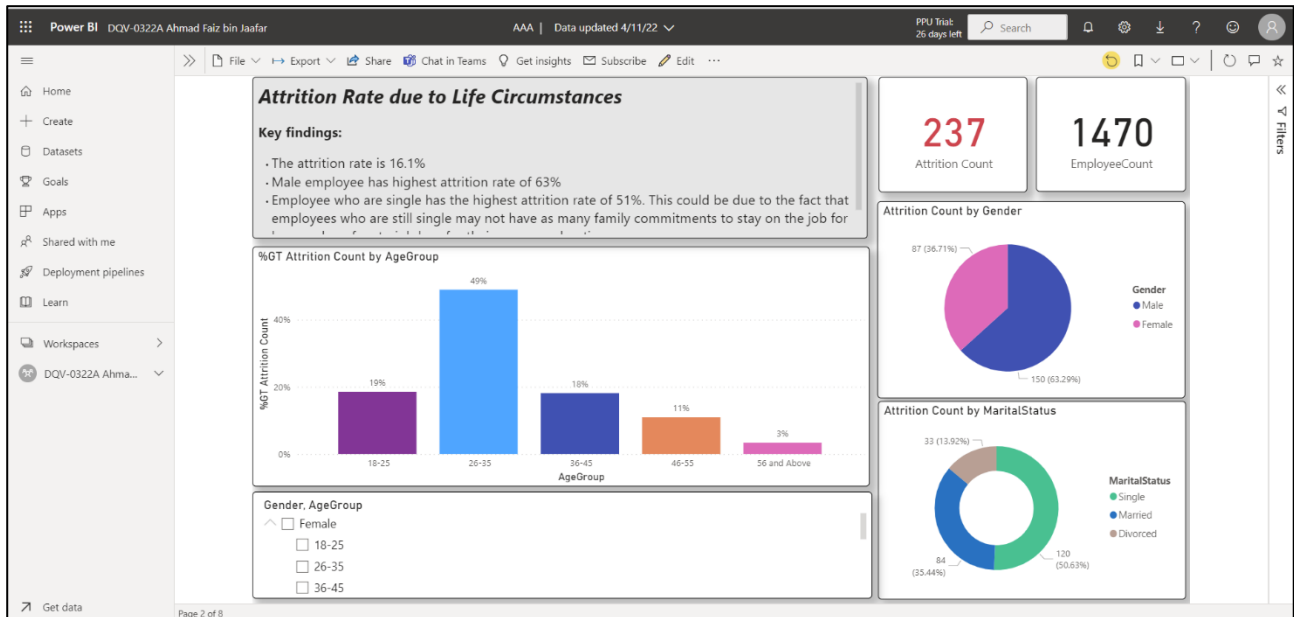 Power BI DQV-0322A Ahmad Faiz bin Jaafar
AAA | Data updated 4/11/22
PPU Trial:
26 days left
Search
File
Export
Share
Chat in Teams
Get insights
Subscribe
Edit
Home
Create
Datasets
Goals
Apps
Shared with me
Deployment pipelines
Learn
Workspaces
DQV-0322A Ahma...
Get data
Attrition Rate due to Life Circumstances
Key findings:
• The attrition rate is 16.1%
• Male employee has highest attrition rate of 63%
• Employee who are single has the highest attrition rate of 51%. This could be due to the fact that
employees who are still single may not have as many family commitments to stay on the job for
237
Attrition Count
1470
EmployeeCount
Filters
%GT Attrition Count by AgeGroup
%GT Attrition Count
40%
20%
0%
19%
49%
18%
11%
3%
18-25
26-35
36-45
46-55
56 and Above
AgeGroup
Attrition Count by Gender
87 (36.71%)
150 (63.29%)
Gender
Male
Female
Attrition Count by MaritalStatus
33 (13.92%)
84
(35.44%)
120
(50.63%)
MaritalStatus
Single
Married
Divorced
Gender, AgeGroup
Female
18-25
26-35
36-45
Page 2 of 8